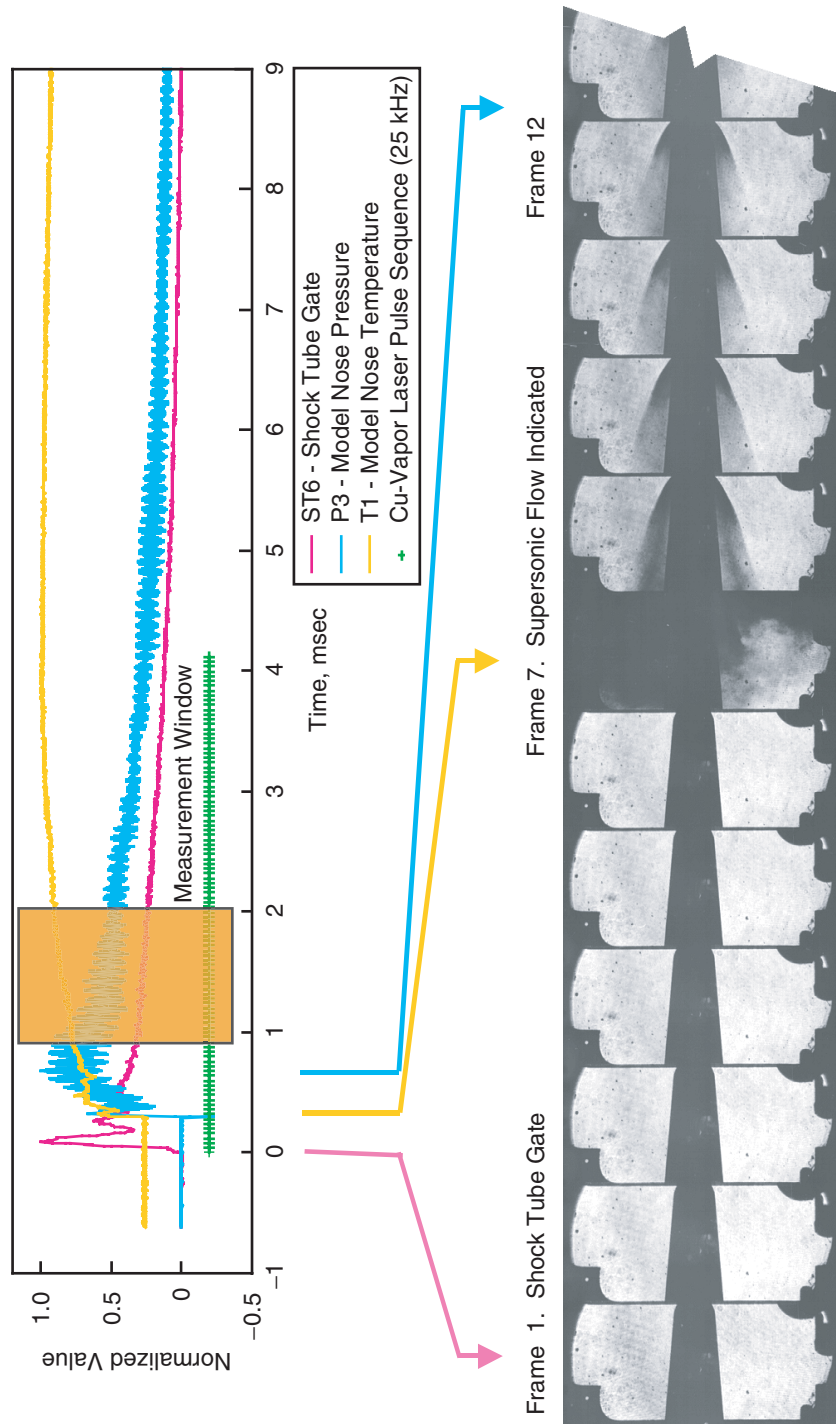 Normalized Value
1.0
0.5
0
−0.5
−1
0
1
2
3
4
5
6
7
8
9
Measurement Window
Time, msec
ST6 - Shock Tube Gate
P3 - Model Nose Pressure
T1 - Model Nose Temperature
Cu-Vapor Laser Pulse Sequence (25 kHz)
Frame 1. Shock Tube Gate
Frame 7. Supersonic Flow Indicated
Frame 12